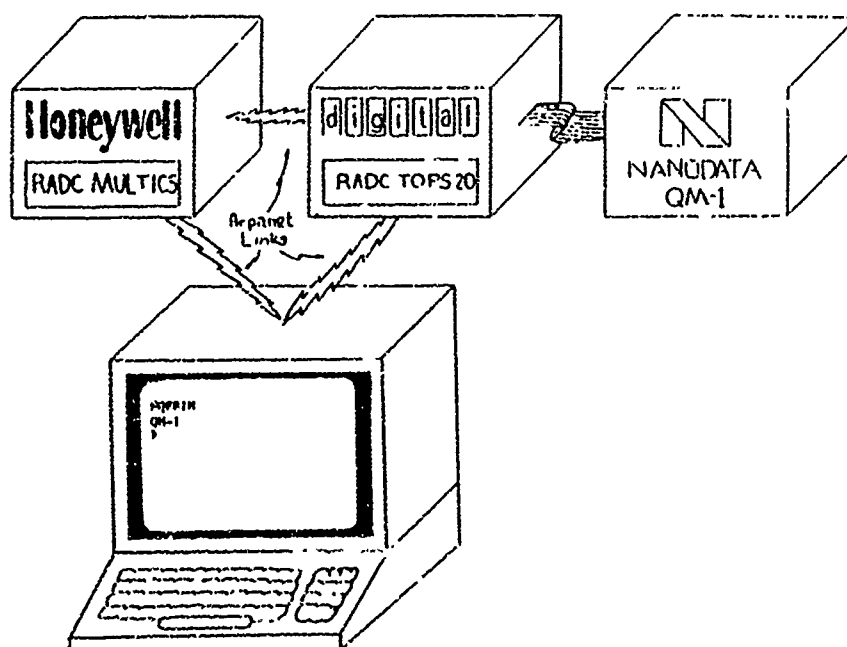 Honeywell
RADC MULTICS
digital
RADC TOPS20
N
NANODATA
QM-1
Arpanet
Links
QM-1